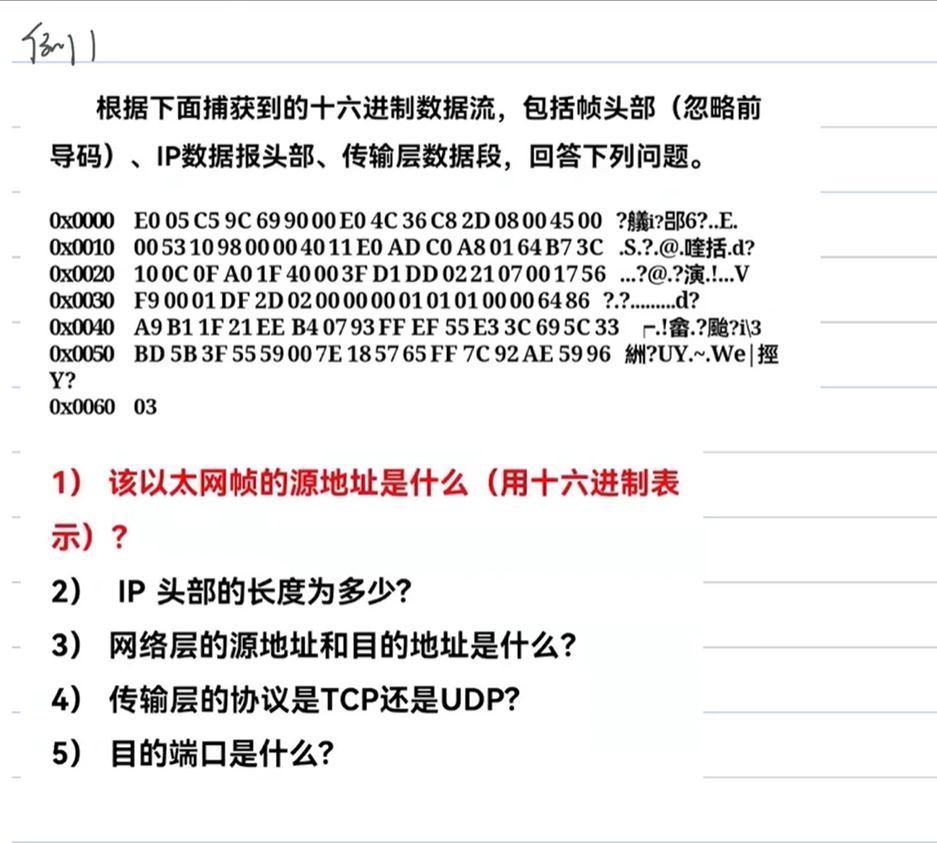 例11
根据下面捕获到的十六进制数据流，包括帧头部（忽略前
导码）、IP数据报头部、传输层数据段，回答下列问题。
0x0000 E0 05 C5 9C 69 90 00 E0 4C 36 C8 2D 08 00 45 00 ?艤i?郘6?..E.
0x0010 00 53 10 98 00 00 40 11 E0 AD C0 A8 01 64 B7 3C .S.?.@.喹括.d?
0x0020 10 0C 0F A0 1F 40 00 3F D1 DD 02 21 07 00 17 56 ...?@.?演.!...V
0x0030 F9 00 01 DF 2D 02 00 00 00 01 01 01 00 00 64 86 ?.?.........d?
0x0040 A9 B1 1F 21 EE B4 07 93 FF EF 55 E3 3C 69 5C 33 .!畲.?颱?i\3
0x0050 BD 5B 3F 55 59 00 7E 18 57 65 FF 7C 92 AE 59 96 絒?UY.~.We|挳
Y?
0x0060 03
1） 该以太网帧的源地址是什么（用十六进制表
示）？
2） IP 头部的长度为多少？
3） 网络层的源地址和目的地址是什么？
4） 传输层的协议是TCP还是UDP？
5） 目的端口是什么？